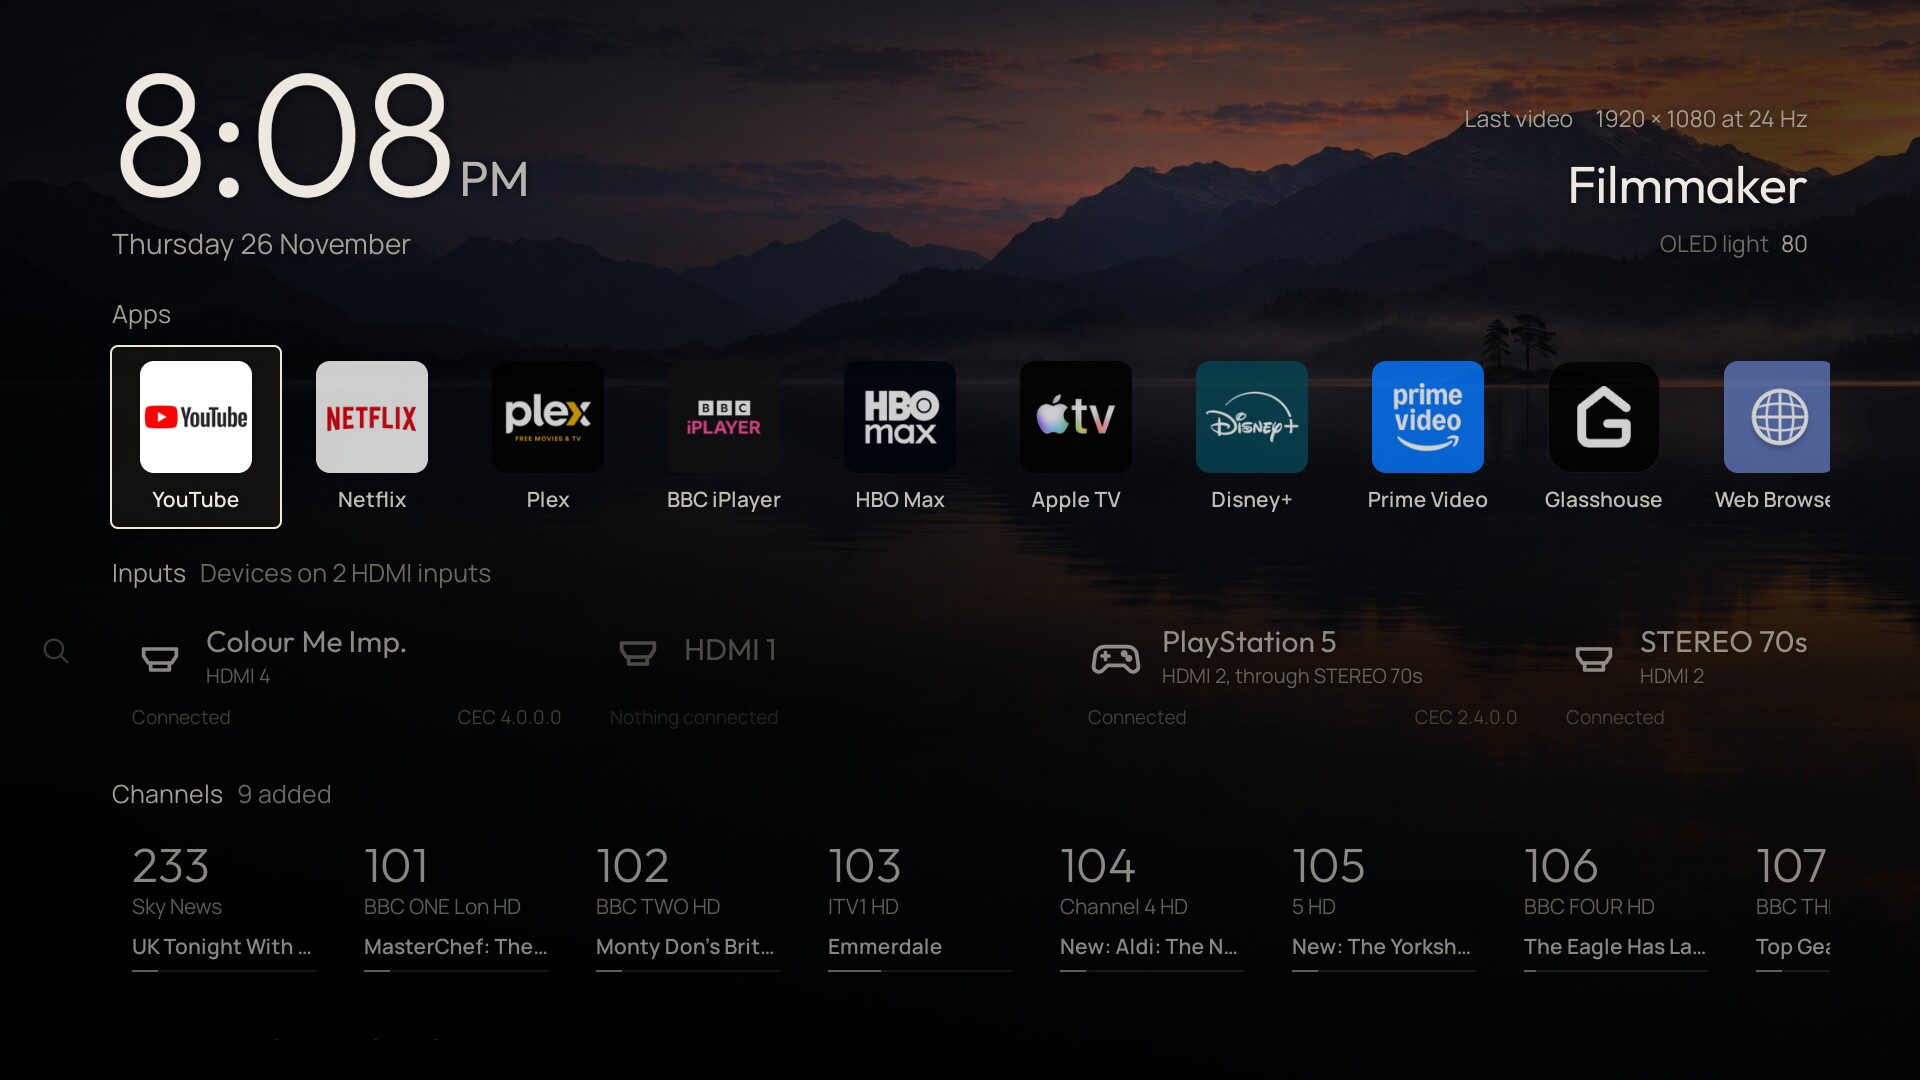 8:08 PM
Thursday 26 November
Last video 1920 × 1080 at 24 Hz
Filmmaker
OLED light 80
Apps
YouTube
NETFLIX
plex
FREE MOVIES & TV
BBC
iPLAYER
HBO
max
tv
Disney+
prime
video
YouTube
Netflix
Plex
BBC iPlayer
HBO Max
Apple TV
Disney+
Prime Video
Glasshouse
Web Browse
Inputs Devices on 2 HDMI inputs
Colour Me Imp.
HDMI 4
Connected
CEC 4.0.0.0
HDMI 1
Nothing connected
PlayStation 5
HDMI 2, through STEREO 70s
Connected
CEC 2.4.0.0
STEREO 70s
HDMI 2
Connected
Channels 9 added
233
Sky News
UK Tonight With ...
101
BBC ONE Lon HD
MasterChef: The...
102
BBC TWO HD
Monty Don's Brit...
103
ITV1 HD
Emmerdale
104
Channel 4 HD
New: Aldi: The N...
105
5 HD
New: The Yorksh...
106
BBC FOUR HD
The Eagle Has La...
107
BBC TH
Top Gea